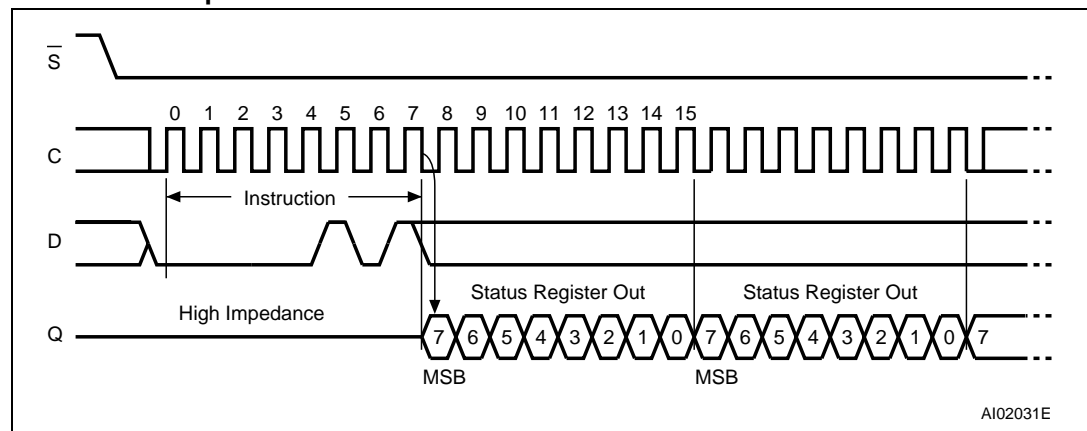 S
0 1 2 3 4 5 6 7 8 9 10 11 12 13 14 15
C
Instruction
D
Status Register Out Status Register Out
High Impedance
Q 7 6 5 4 3 2 1 0 7 6 5 4 3 2 1 0 7
MSB MSB
AI02031E